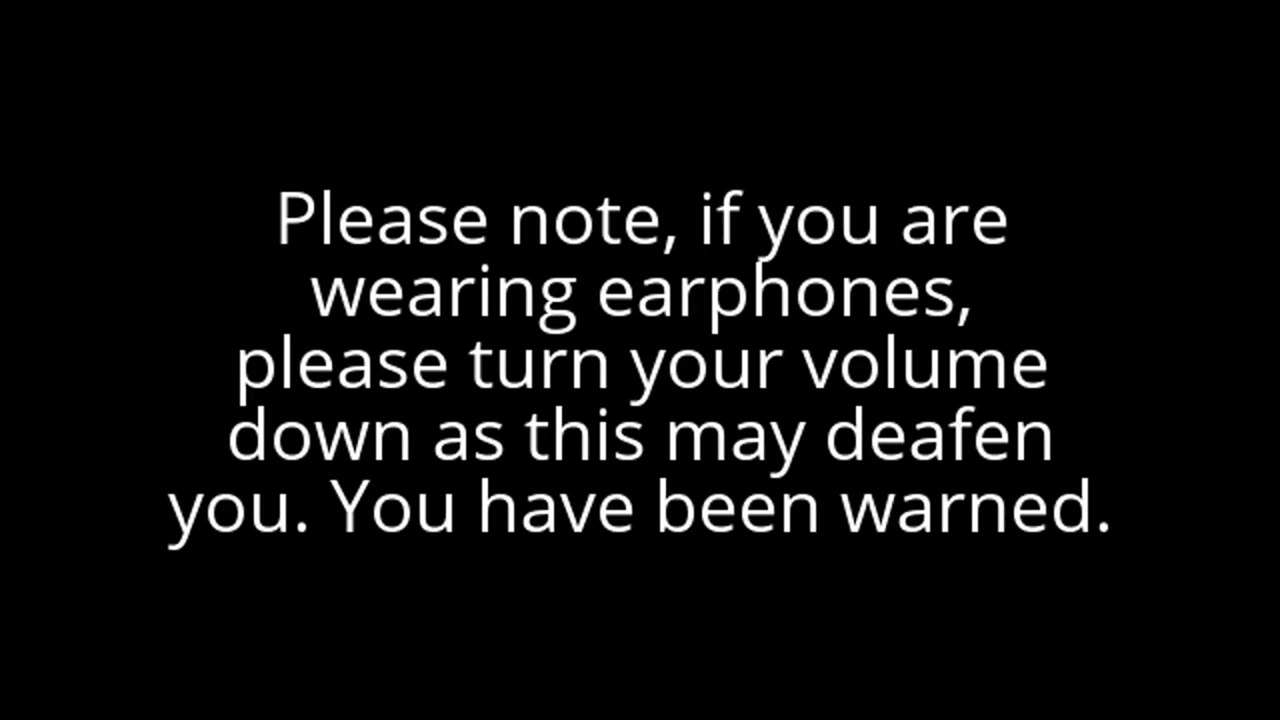 Please note, if you are
wearing earphones,
please turn your volume
down as this may deafen
you. You have been warned.